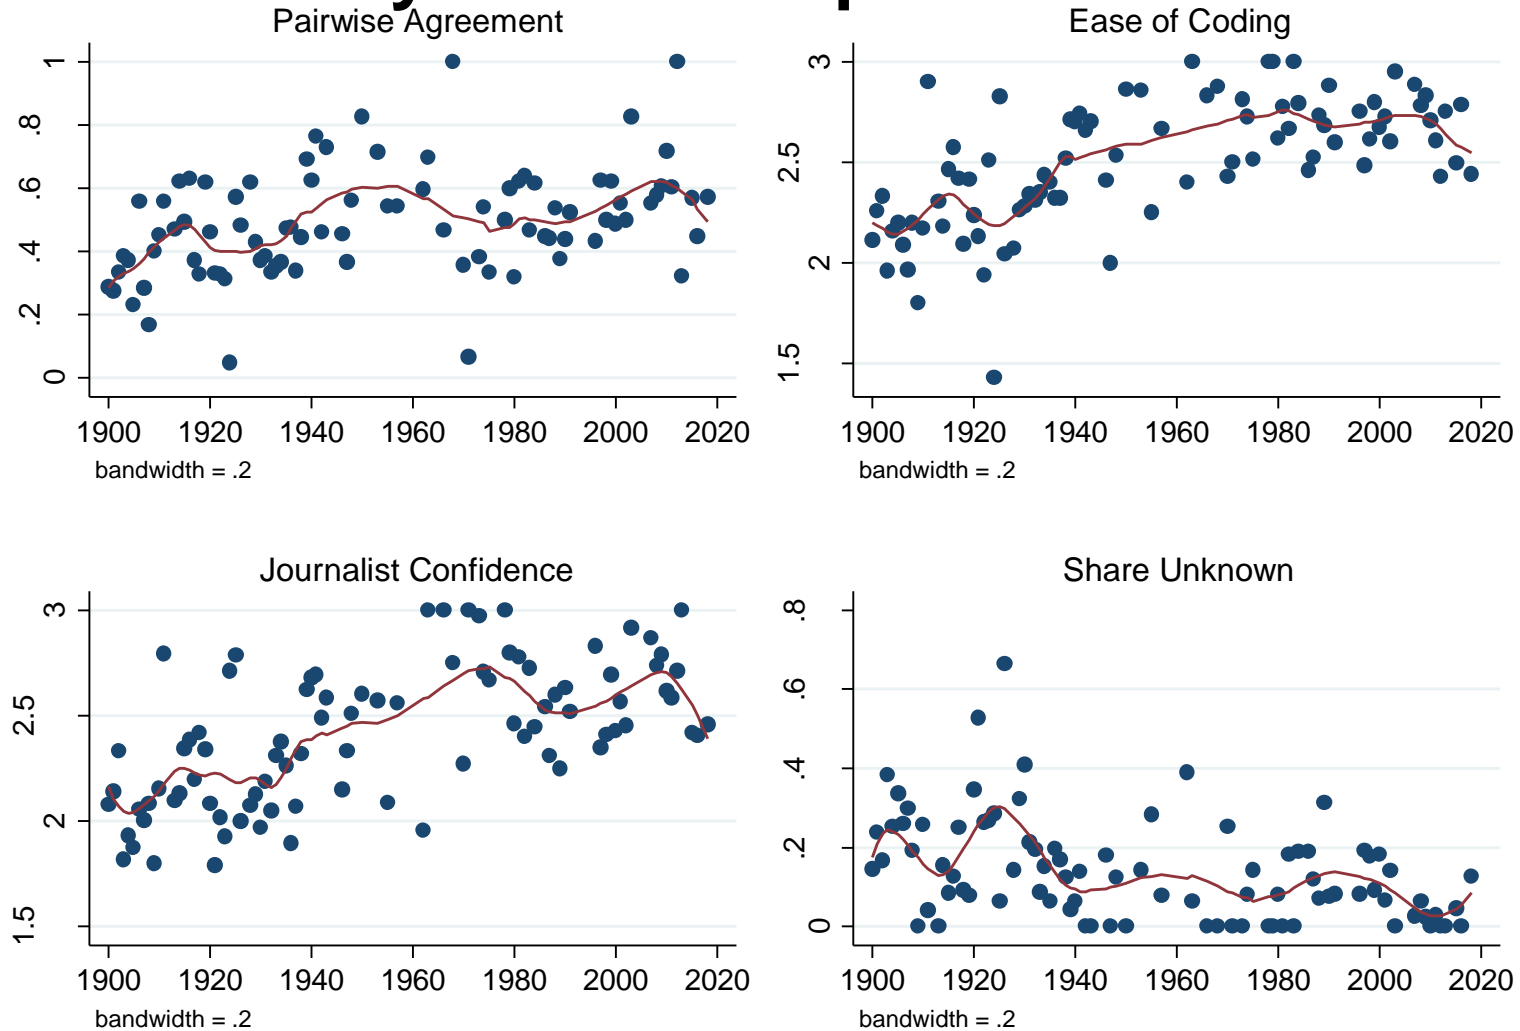 Pairwise Agreement
1
.8
.6
.4
.2
0
1900 1920 1940 1960 1980 2000 2020
bandwidth = .2
Ease of Coding
3
2.5
2
1.5
1900 1920 1940 1960 1980 2000 2020
bandwidth = .2
Journalist Confidence
3
2.5
2
1.5
1900 1920 1940 1960 1980 2000 2020
bandwidth = .2
Share Unknown
.8
.6
.4
.2
0
1900 1920 1940 1960 1980 2000 2020
bandwidth = .2